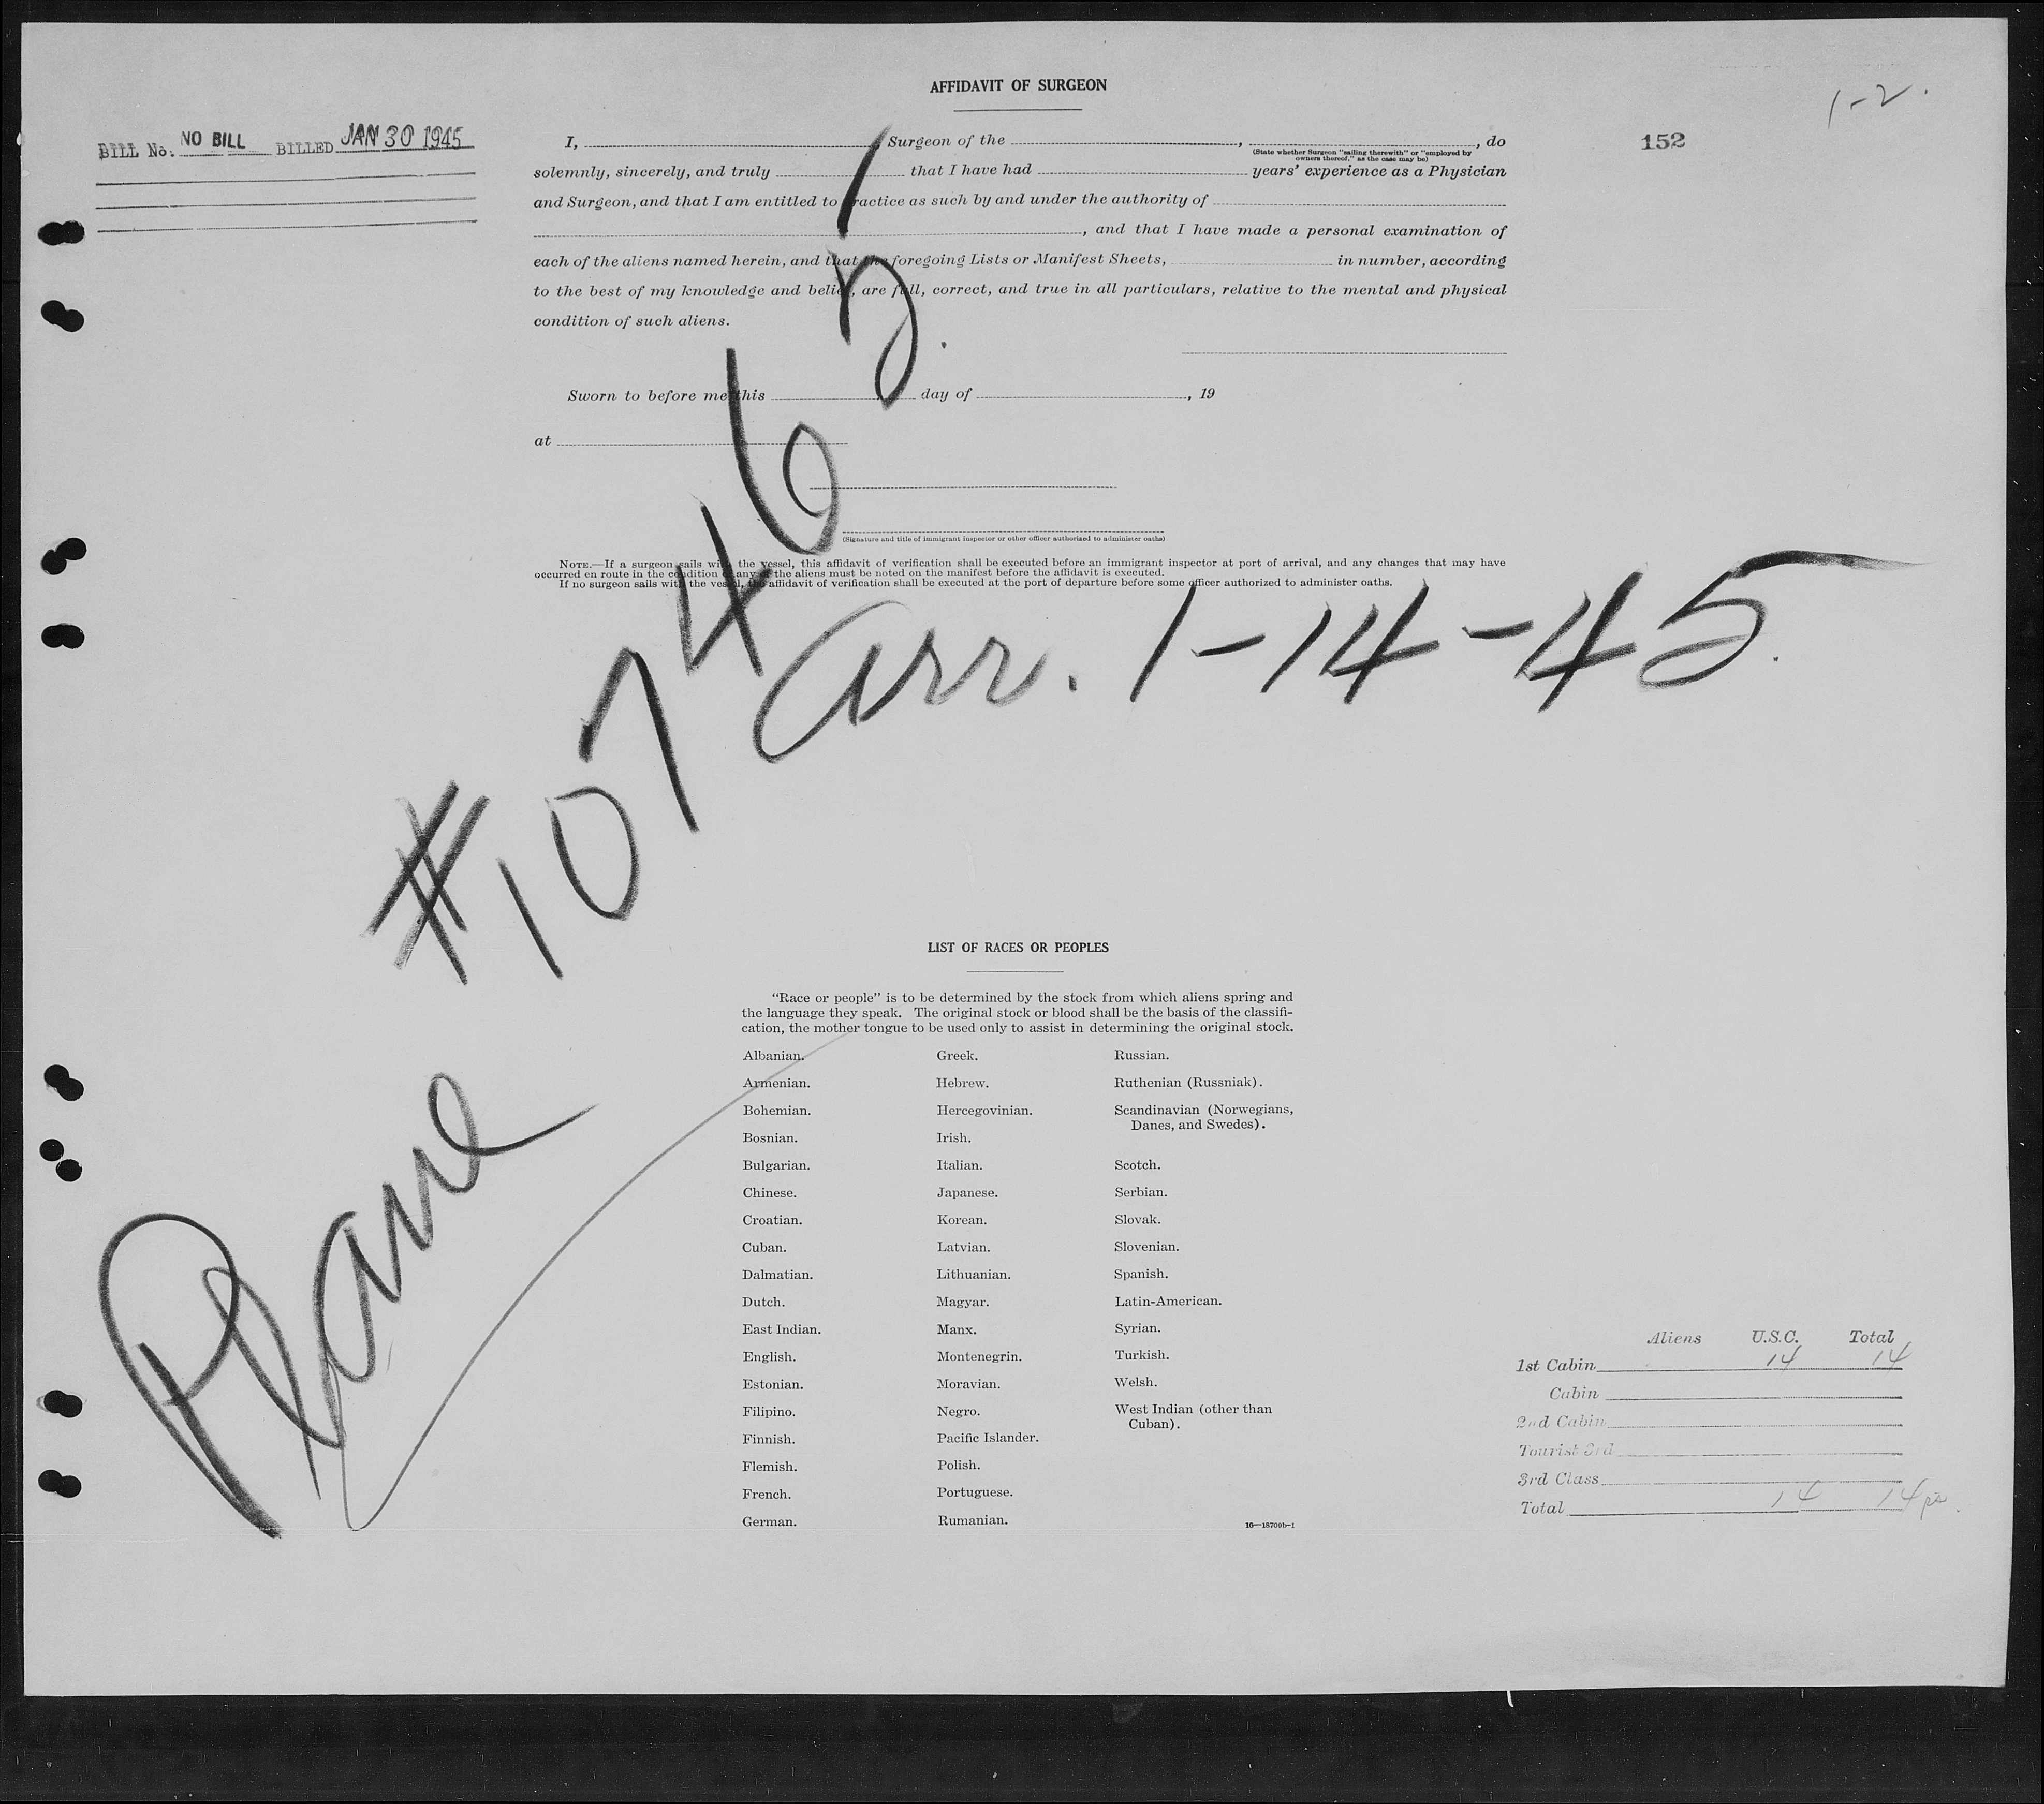 AFFIDAVIT OF SURGEON
1-2.
BILL No. NO BILL BILLED JAN 30 1945
152
I, Surgeon of the , , do
(State whether Surgeon "sailing therewith" or "employed by
owners thereof," as the case may be)
solemnly, sincerely, and truly that I have had years' experience as a Physician
and Surgeon, and that I am entitled to practice as such by and under the authority of
, and that I have made a personal examination of
each of the aliens named herein, and that the foregoing Lists or Manifest Sheets, in number, according
to the best of my knowledge and belief, are full, correct, and true in all particulars, relative to the mental and physical
condition of such aliens.
Sworn to before me this day of , 19
at
(Signature and title of immigrant inspector or other officer authorized to administer oaths)
NOTE.—If a surgeon sails with the vessel, this affidavit of verification shall be executed before an immigrant inspector at port of arrival, and any changes that may have
occurred en route in the condition of any of the aliens must be noted on the manifest before the affidavit is executed.
If no surgeon sails with the vessel, the affidavit of verification shall be executed at the port of departure before some officer authorized to administer oaths.
Plane #107465
arr. 1-14-45.
LIST OF RACES OR PEOPLES
"Race or people" is to be determined by the stock from which aliens spring and
the language they speak. The original stock or blood shall be the basis of the classifi-
cation, the mother tongue to be used only to assist in determining the original stock.
Albanian.
Armenian.
Bohemian.
Bosnian.
Bulgarian.
Chinese.
Croatian.
Cuban.
Dalmatian.
Dutch.
East Indian.
English.
Estonian.
Filipino.
Finnish.
Flemish.
French.
German.
Greek.
Hebrew.
Hercegovinian.
Irish.
Italian.
Japanese.
Korean.
Latvian.
Lithuanian.
Magyar.
Manx.
Montenegrin.
Moravian.
Negro.
Pacific Islander.
Polish.
Portuguese.
Rumanian.
Russian.
Ruthenian (Russniak).
Scandinavian (Norwegians,
Danes, and Swedes).
Scotch.
Serbian.
Slovak.
Slovenian.
Spanish.
Latin-American.
Syrian.
Turkish.
Welsh.
West Indian (other than
Cuban).
16—18709b-1
Aliens U.S.C. Total
1st Cabin 14 14
Cabin
2nd Cabin
Tourist 3rd
3rd Class
Total 14 14